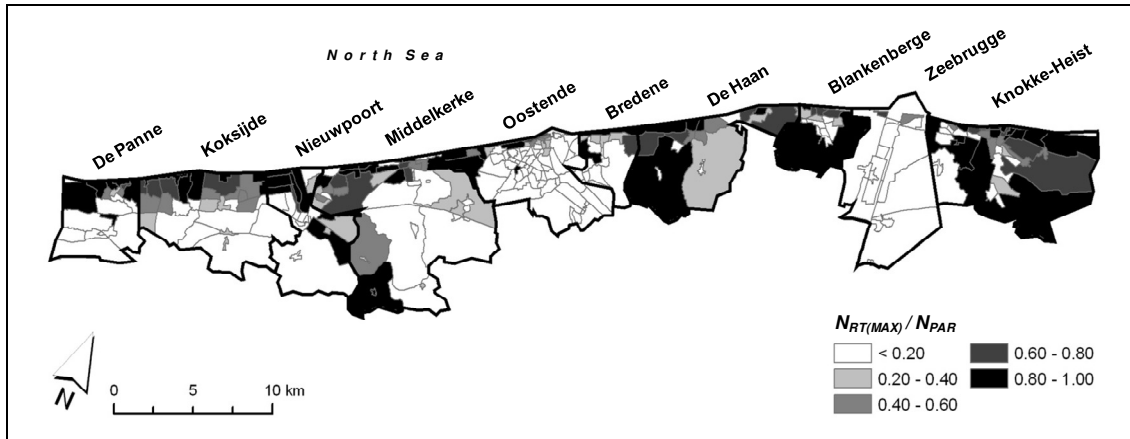 North Sea
De Panne
Koksijde
Nieuwpoort
Middelkerke
Oostende
Bredene
De Haan
Blankenberge
Zeebrugge
Knokke-Heist
N
0 5 10 km
N_RT(MAX) / N_PAR
< 0.20
0.20 - 0.40
0.40 - 0.60
0.60 - 0.80
0.80 - 1.00